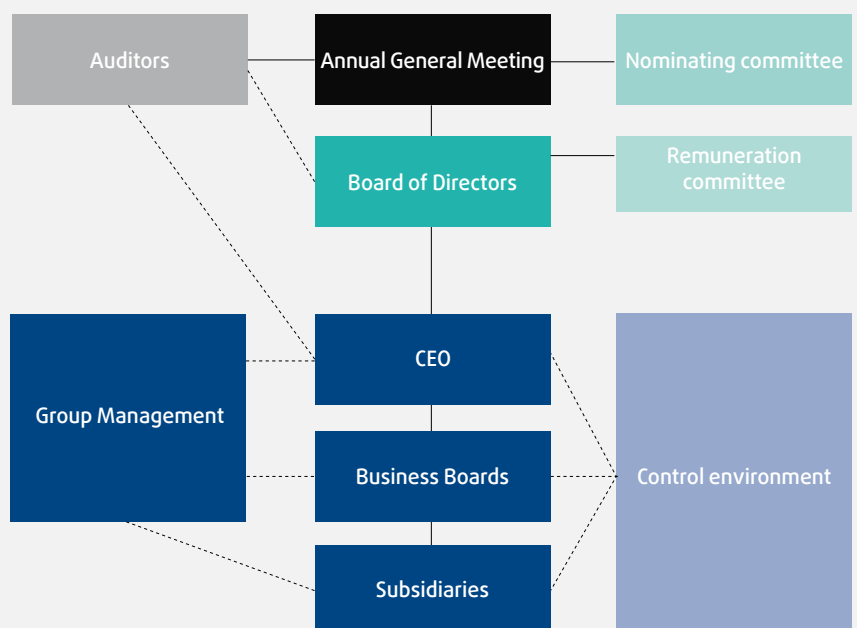 Auditors
Annual General Meeting
Nominating committee
Board of Directors
Remuneration
committee
Group Management
CEO
Business Boards
Control environment
Subsidiaries